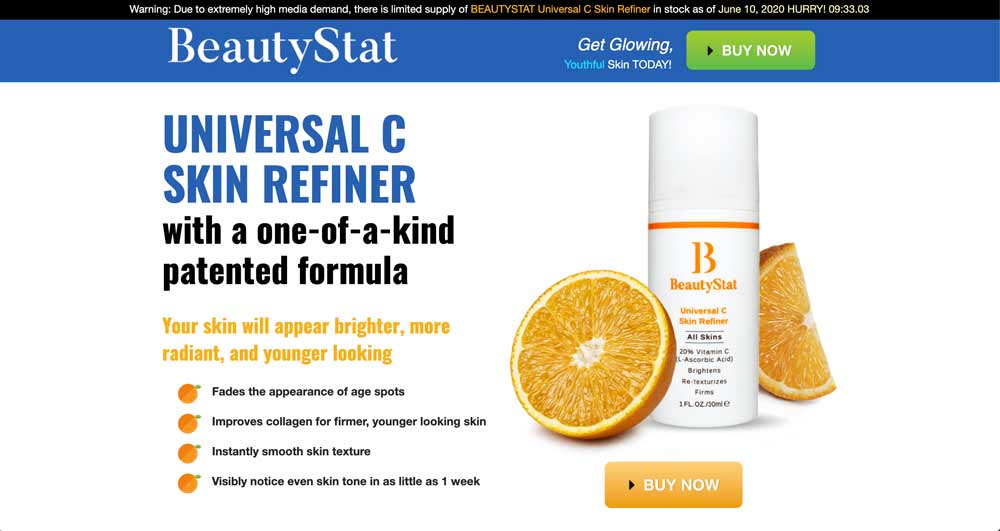 Warning: Due to extremely high media demand, there is limited supply of BEAUTYSTAT Universal C Skin Refiner in stock as of June 10, 2020 HURRY! 09:33.03
BeautyStat
Get Glowing,
Youthful Skin TODAY!
BUY NOW
UNIVERSAL C
SKIN REFINER
with a one-of-a-kind
patented formula
Your skin will appear brighter, more
radiant, and younger looking
Fades the appearance of age spots
Improves collagen for firmer, younger looking skin
Instantly smooth skin texture
Visibly notice even skin tone in as little as 1 week
B
BeautyStat
Universal C
Skin Refiner
All Skins
20% Vitamin C
(L-Ascorbic Acid)
Brightens
Re-texturizes
Firms
1 FL.OZ./30ml ℮
BUY NOW